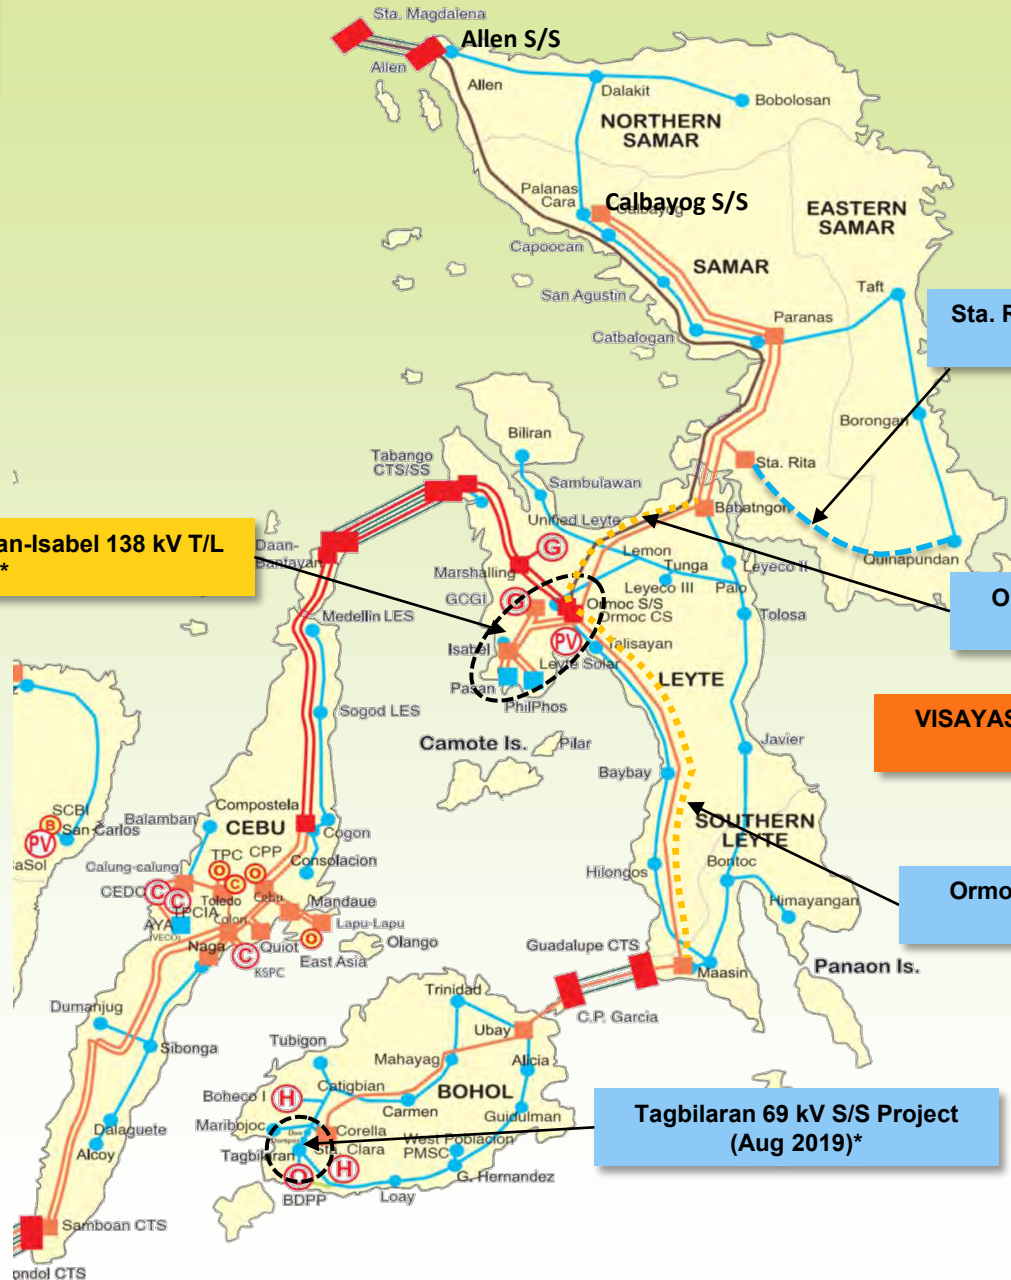 Sta. Magdalena
Allen S/S
Allen
Allen
Dalakit
Bobolosan
NORTHERN
SAMAR
Palanas
Cara
Calbayog S/S
Calbayog
EASTERN
SAMAR
Capoocan
SAMAR
San Agustin
Taft
Paranas
Sta. R
Catbalogan
Borongan
Biliran
Tabango
CTS/SS
Sta. Rita
Sambulawan
Babatngon
Unified Leyte
an-Isabel 138 kV T/L
*
Daan-
Bantayan
Lemon
Quinapundan
Marshalling
G
Tunga
Leyeco II
Leyeco III
Palo
GCGI
G
Ormoc S/S
Ormoc CS
O
Medellin LES
Tolosa
Isabel
PV
Talisayan
Leyte Solar
LEYTE
Pasan
PhilPhos
Sogod LES
VISAYAS
Camote Is.
Pilar
Javier
Baybay
Compostela
SCBI
B
San Carlos
PV
aSol
Balamban
CEBU
Cogon
SOUTHERN
LEYTE
TPC
CPP
Consolacion
Bontoc
Calung-calung
O
C
O
Hilongos
CEDC
C
C
Toledo
Cebu
Mandaue
Himayangan
Ormo
TPCIA
Colon
Lapu-Lapu
AYA
(VECO)
Naga
Quiot
O
Olango
Guadalupe CTS
C
KSPC
East Asia
Maasin
Panaon Is.
Trinidad
C.P. Garcia
Dumanjug
Ubay
Sibonga
Tubigon
Mahayag
Alicia
Catigbian
BOHOL
Boheco I
H
Carmen
Guidulman
Tagbilaran 69 kV S/S Project
(Aug 2019)*
Maribojoc
Corella
Dalaguete
West Poblacion
Sta. Clara
PMSC
Alcoy
Tagbilaran
H
G. Hernandez
O
BDPP
Loay
Samboan CTS
ondol CTS